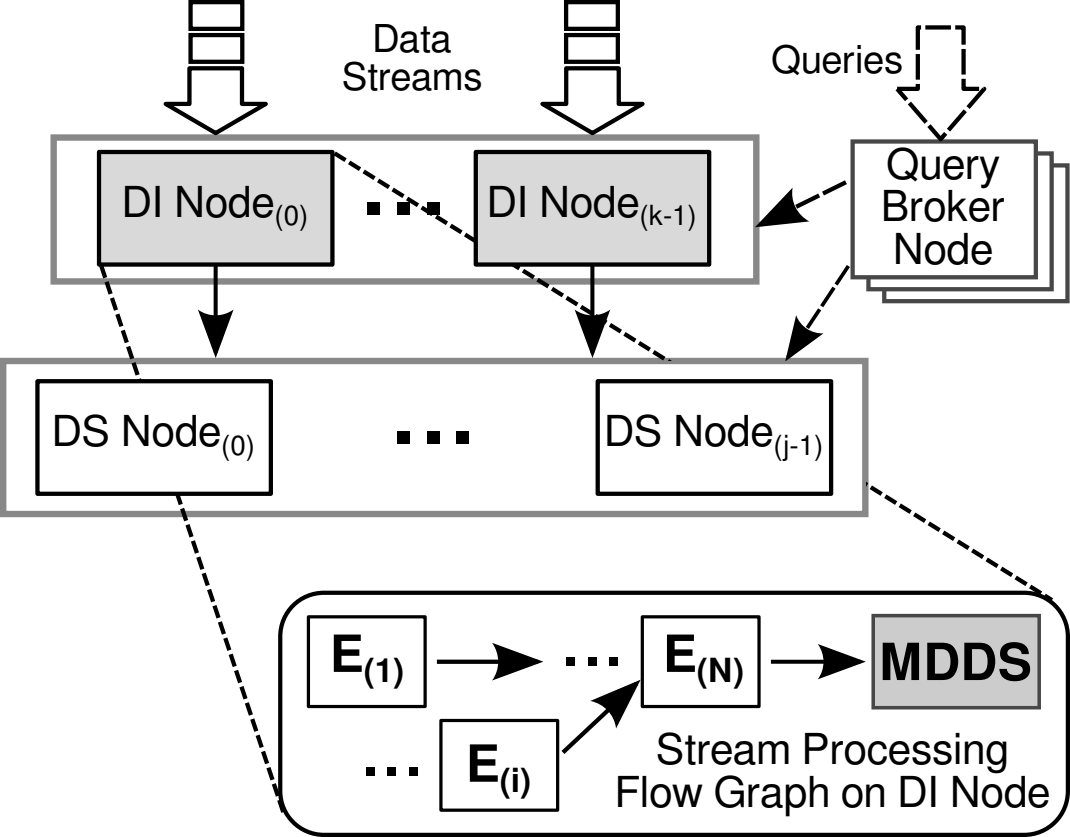 Data
Streams
Queries
DI Node(0)
...
DI Node(k-1)
Query
Broker
Node
DS Node(0)
...
DS Node(j-1)
E(1)
...
E(N)
MDDS
...
E(i)
Stream Processing
Flow Graph on DI Node